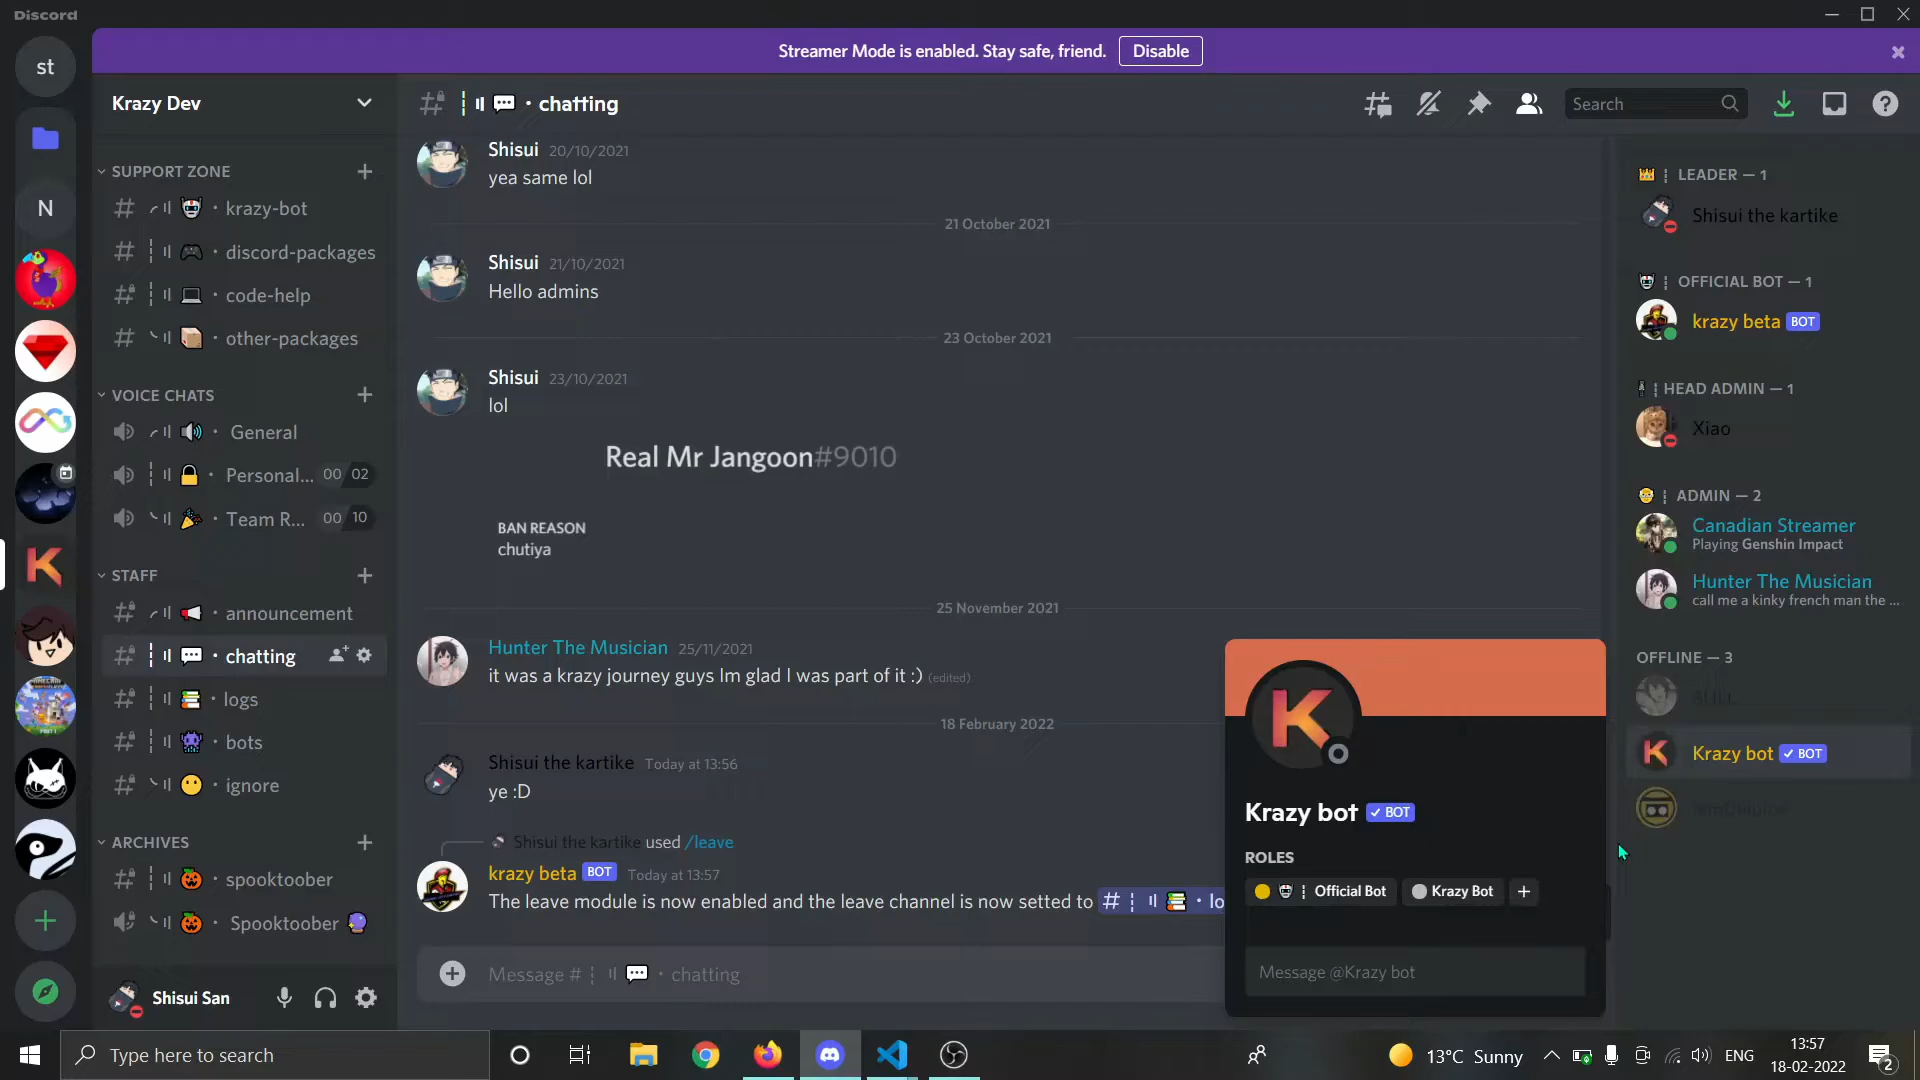 Discord
Streamer Mode is enabled. Stay safe, friend. Disable
st
N
Krazy Dev
SUPPORT ZONE
krazy-bot
discord-packages
code-help
other-packages
VOICE CHATS
General
Personal... 00 02
Team R... 00 10
STAFF
announcement
chatting
logs
bots
ignore
ARCHIVES
spooktoober
Spooktoober
Shisui San
chatting
Search
Shisui 20/10/2021
yea same lol
21 October 2021
Shisui 21/10/2021
Hello admins
23 October 2021
Shisui 23/10/2021
lol
Real Mr Jangoon#9010
BAN REASON
chutiya
25 November 2021
Hunter The Musician 25/11/2021
it was a krazy journey guys Im glad I was part of it :) (edited)
18 February 2022
Shisui the kartike Today at 13:56
ye :D
Shisui the kartike used /leave
krazy beta BOT Today at 13:57
The leave module is now enabled and the leave channel is now setted to # lo
Message # chatting
Krazy bot ✓ BOT
ROLES
Official Bot Krazy Bot +
Message @Krazy bot
LEADER — 1
Shisui the kartike
OFFICIAL BOT — 1
krazy beta BOT
HEAD ADMIN — 1
Xiao
ADMIN — 2
Canadian Streamer
Playing Genshin Impact
Hunter The Musician
call me a kinky french man the ...
OFFLINE — 3
Krazy bot ✓ BOT
Type here to search
13°C Sunny
ENG
13:57
18-02-2022
2